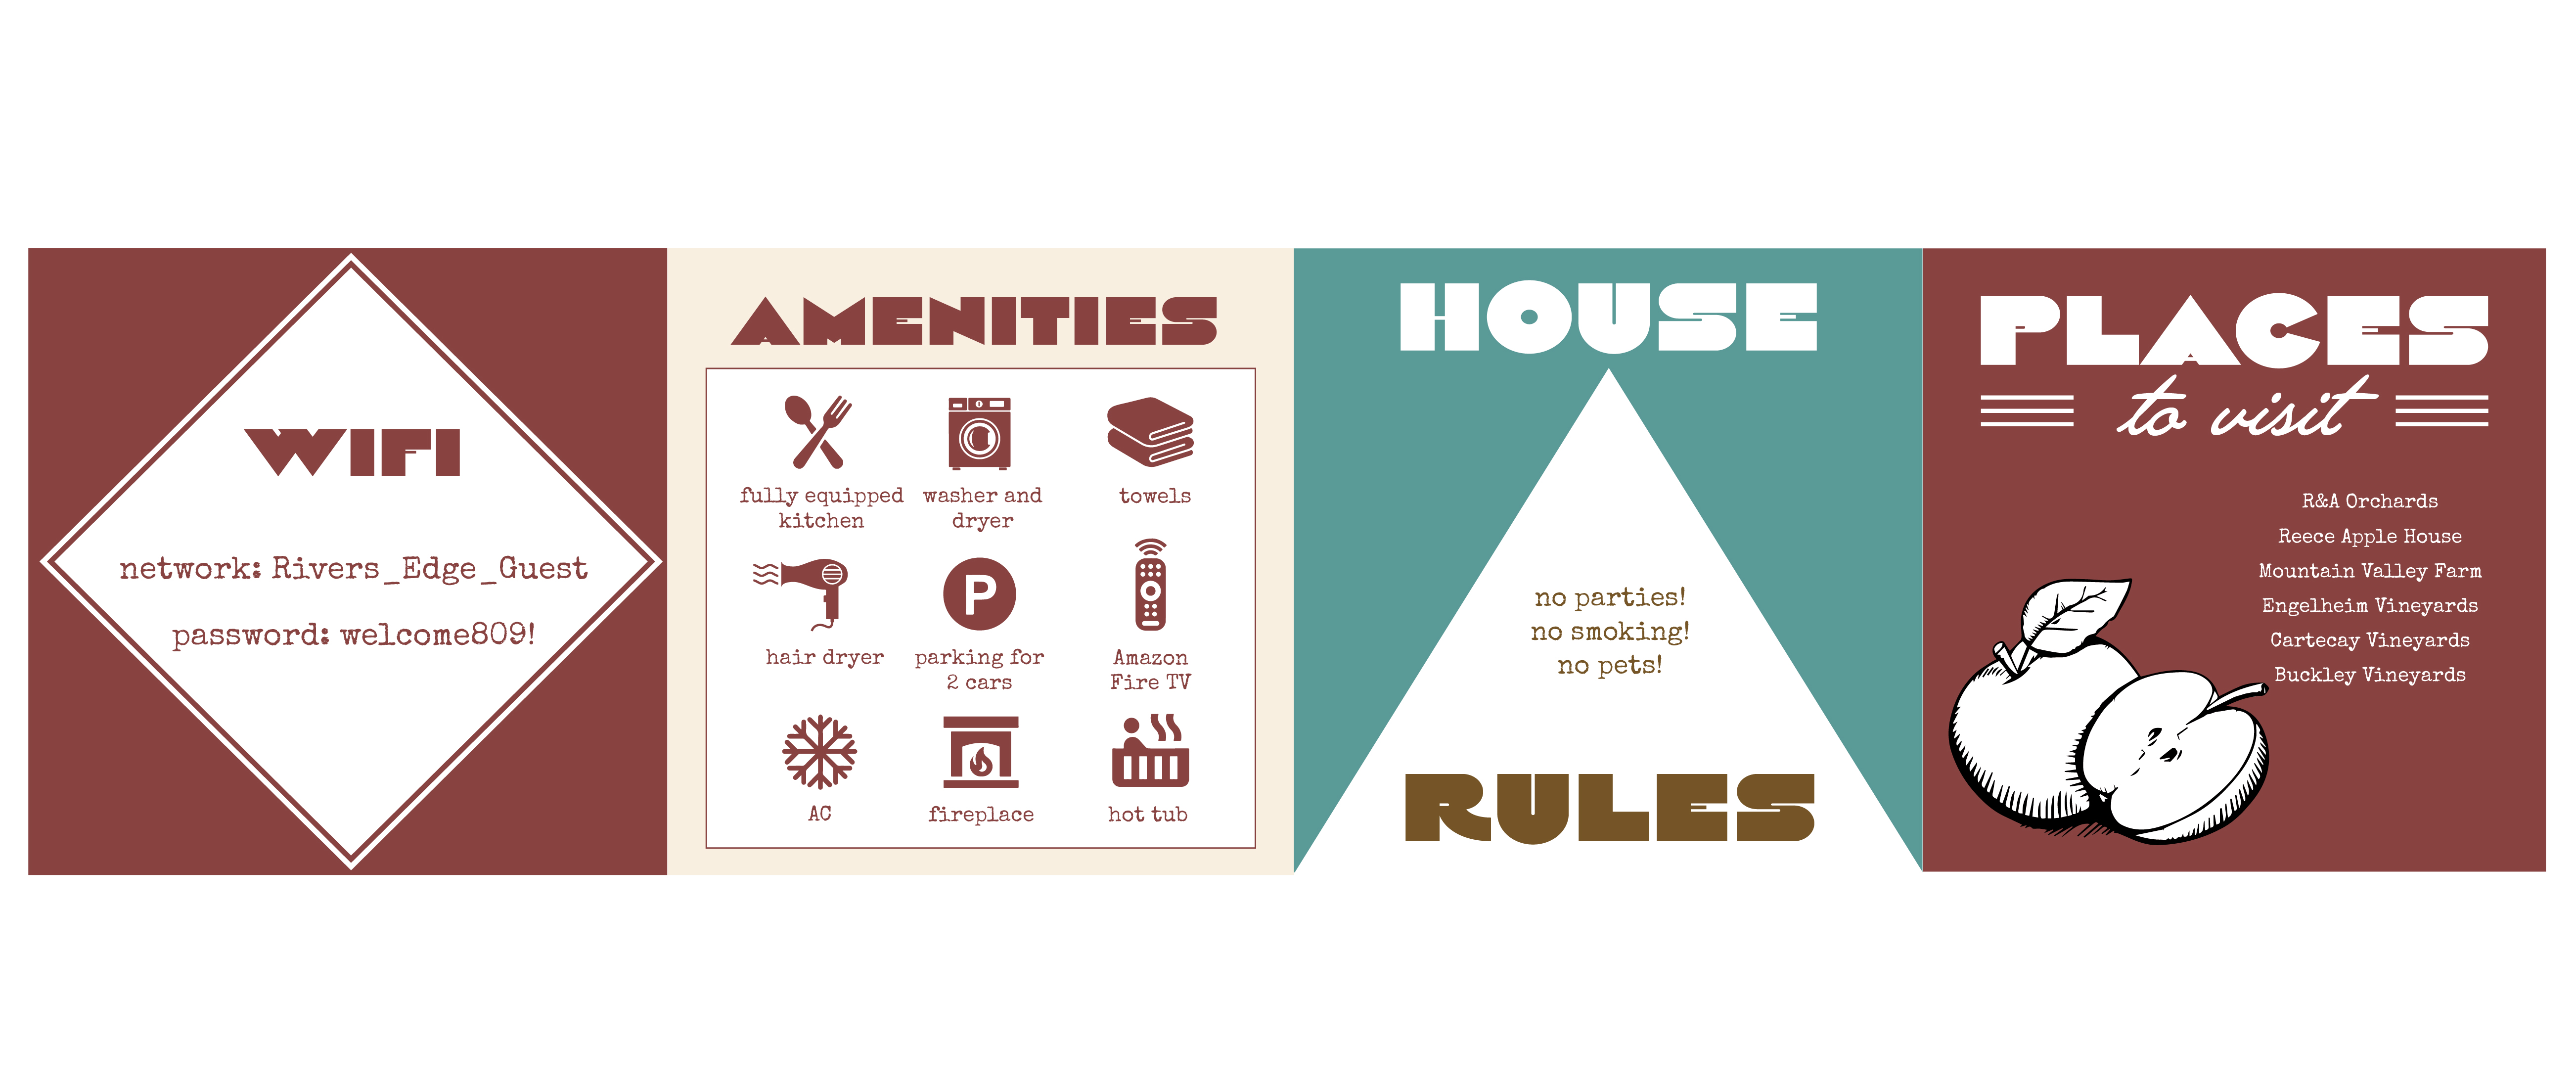 WIFI
network: Rivers_Edge_Guest
password: welcome809!
AMENITIES
fully equipped
kitchen
washer and
dryer
towels
hair dryer
P
parking for
2 cars
Amazon
Fire TV
AC
fireplace
hot tub
HOUSE
no parties!
no smoking!
no pets!
RULES
PLACES
to visit
R&A Orchards
Reece Apple House
Mountain Valley Farm
Engelheim Vineyards
Cartecay Vineyards
Buckley Vineyards